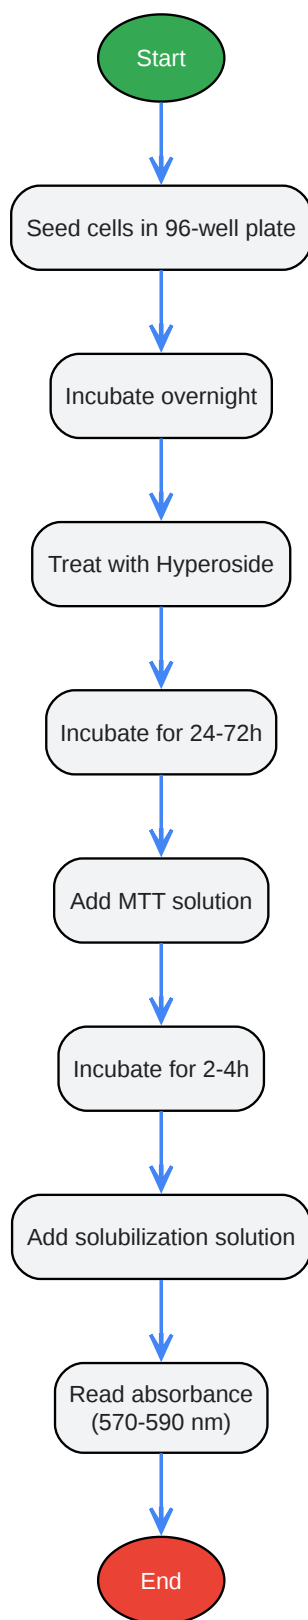 Start
Seed cells in 96-well plate
Incubate overnight
Treat with Hyperoside
Incubate for 24-72h
Add MTT solution
Incubate for 2-4h
Add solubilization solution
Read absorbance
(570-590 nm)
End